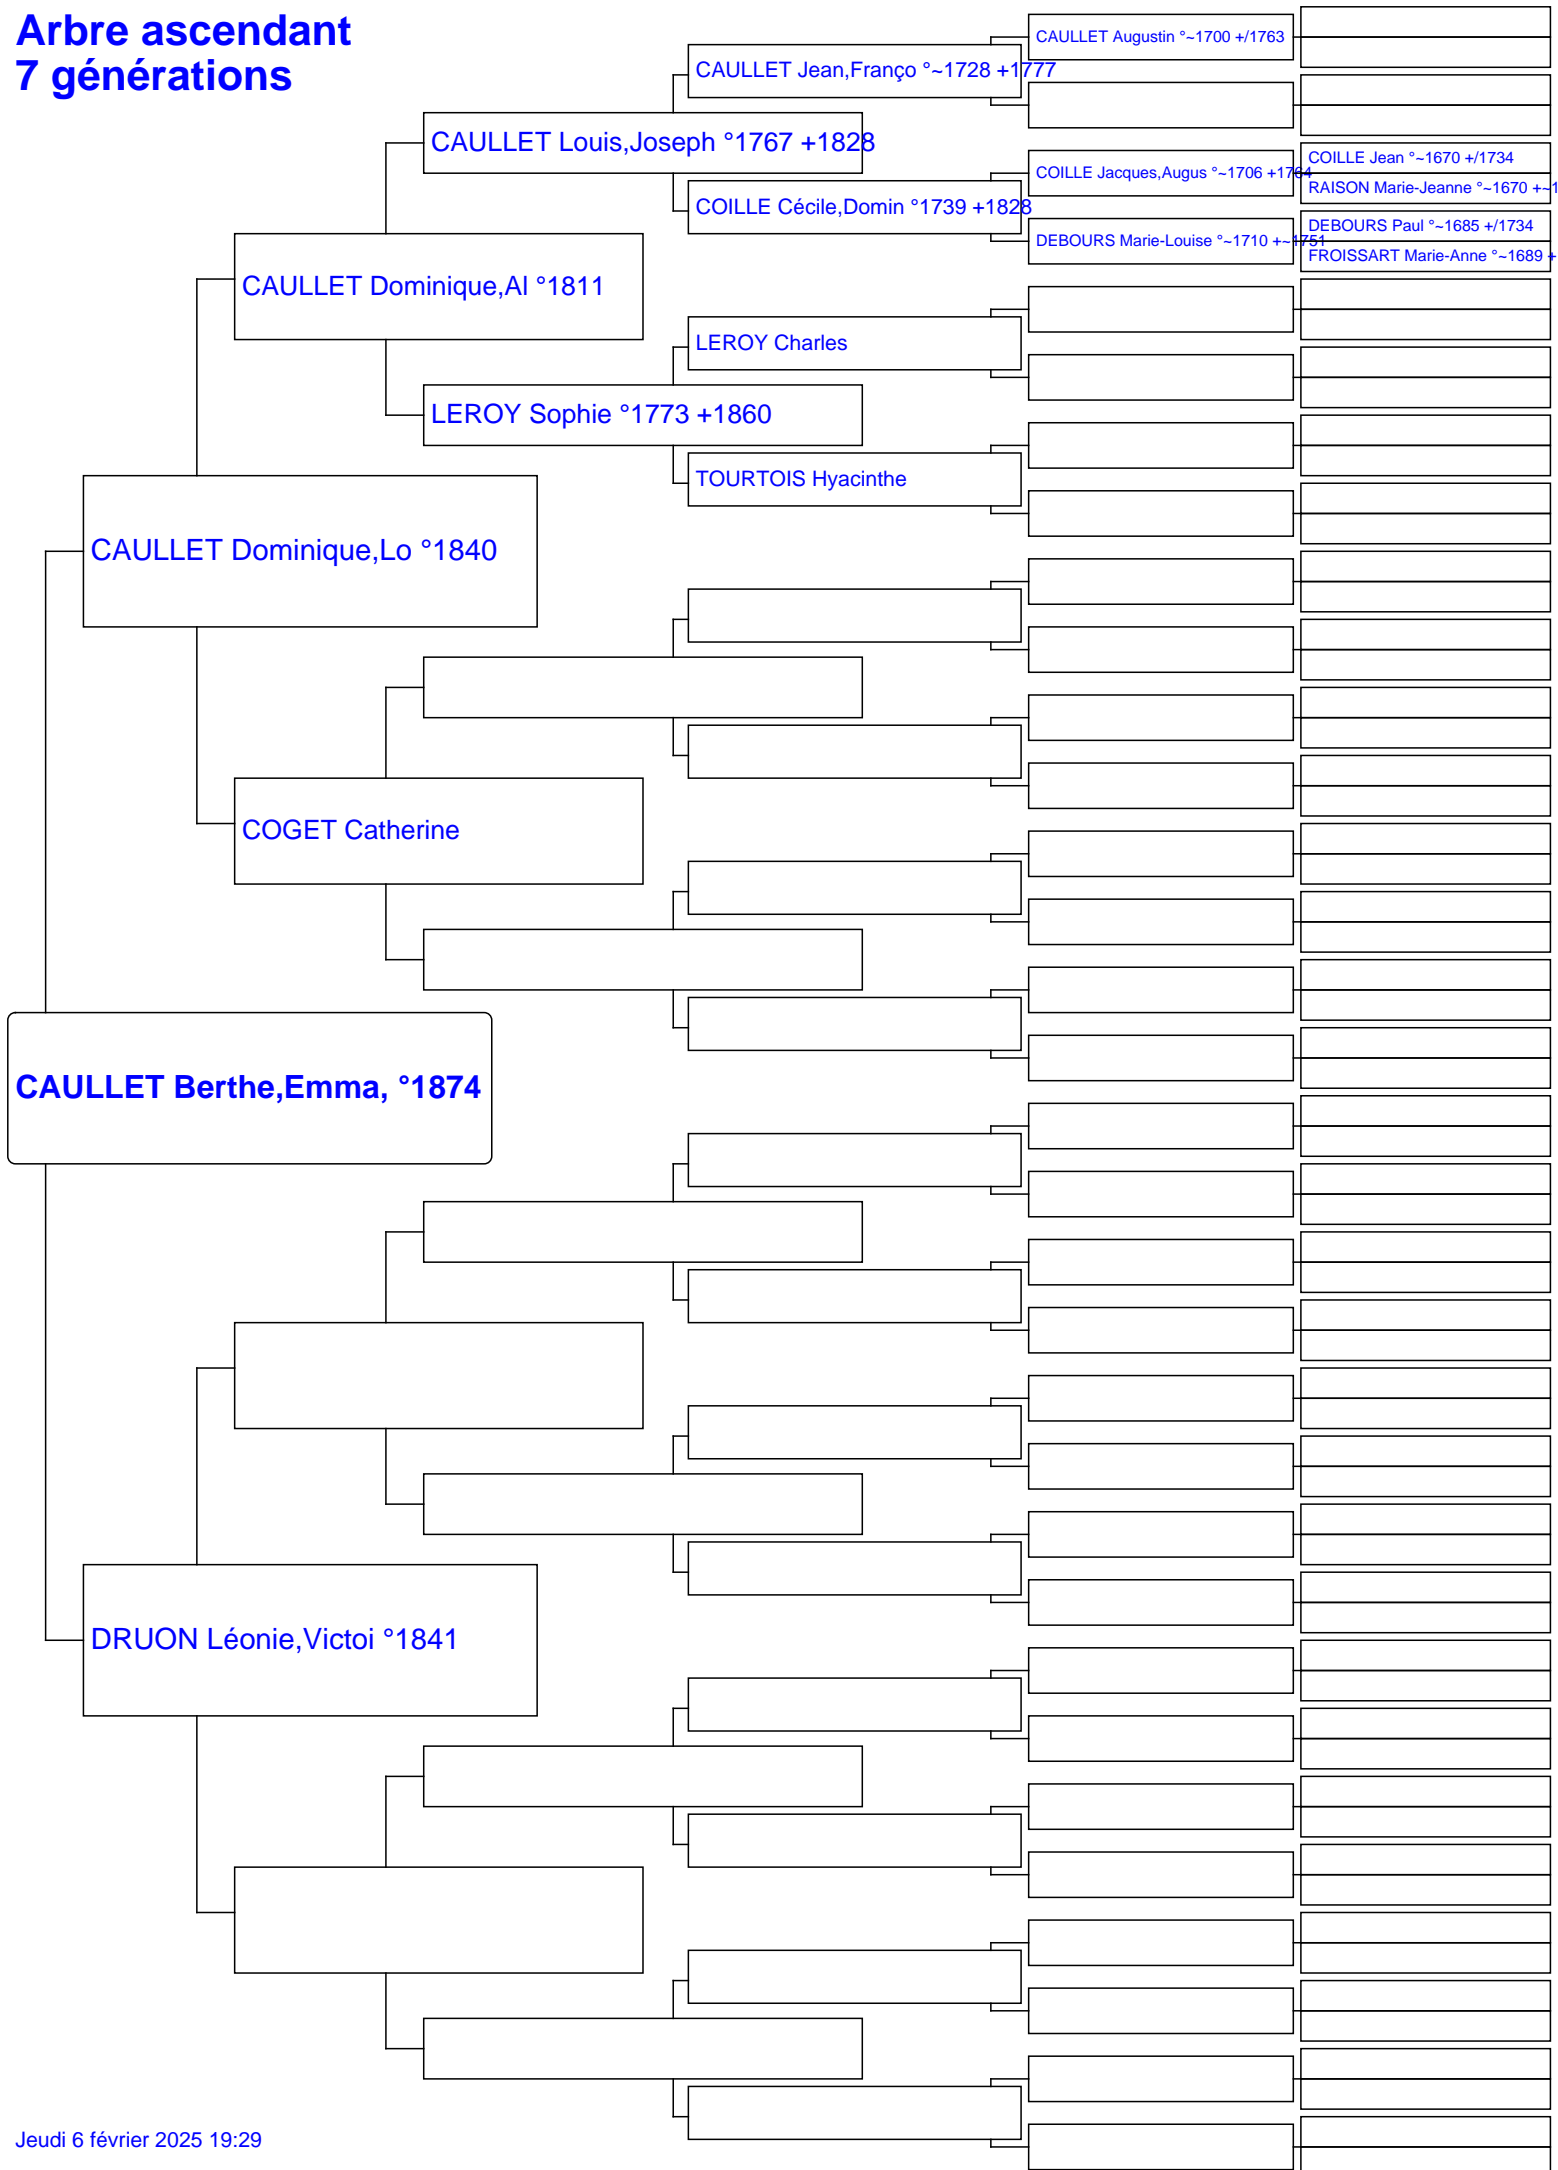 Arbre ascendant
7 générations
CAULLET Augustin °~1700 +/1763
CAULLET Jean,Franço °~1728 +1777
CAULLET Louis,Joseph °1767 +1828
COILLE Jean °~1670 +/1734
COILLE Jacques,Augus °~1706 +1764
RAISON Marie-Jeanne °~1670 +~1
COILLE Cécile,Domin °1739 +1828
DEBOURS Paul °~1685 +/1734
DEBOURS Marie-Louise °~1710 +~1751
FROISSART Marie-Anne °~1689 +
CAULLET Dominique,Al °1811
LEROY Charles
LEROY Sophie °1773 +1860
TOURTOIS Hyacinthe
CAULLET Dominique,Lo °1840
COGET Catherine
CAULLET Berthe,Emma, °1874
DRUON Léonie,Victoi °1841
Jeudi 6 février 2025 19:29